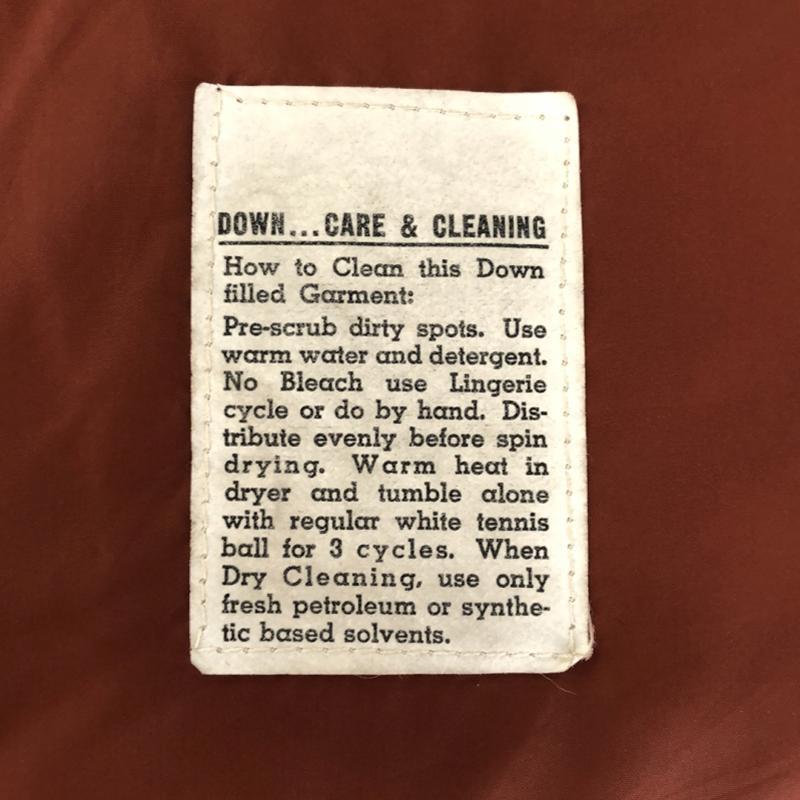 DOWN...CARE & CLEANING
How to Clean this Down
filled Garment:
Pre-scrub dirty spots. Use
warm water and detergent.
No Bleach use Lingerie
cycle or do by hand. Dis-
tribute evenly before spin
drying. Warm heat in
dryer and tumble alone
with regular white tennis
ball for 3 cycles. When
Dry Cleaning, use only
fresh petroleum or synthe-
tic based solvents.